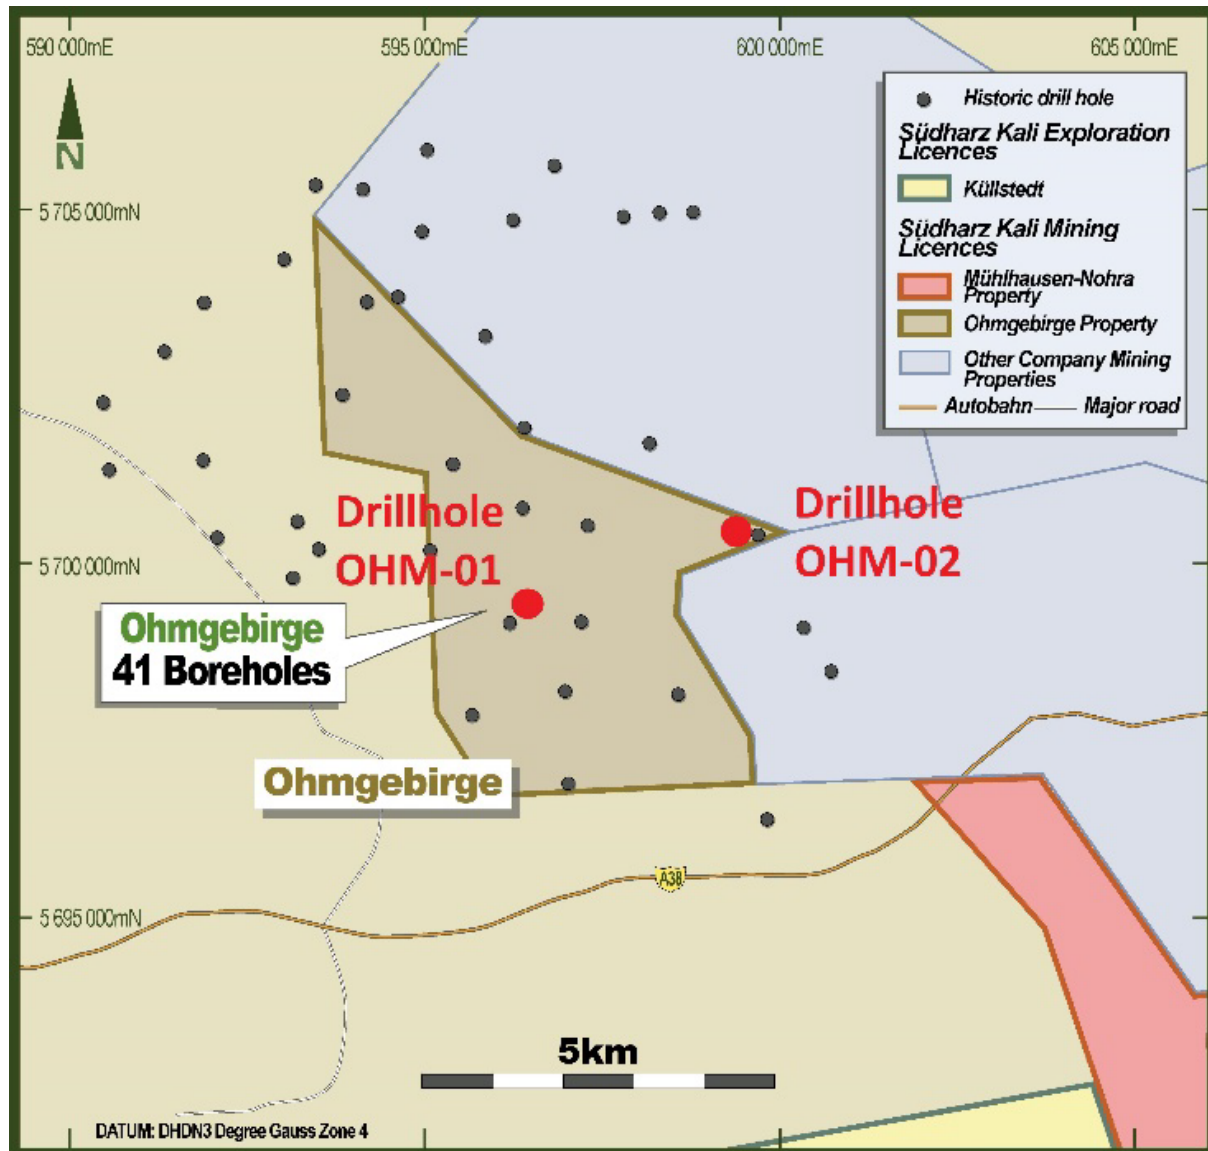 590 000mE
595 000mE
600 000mE
605 000mE
N
5 705 000mN
5 700 000mN
5 695 000mN
Historic drill hole
Südharz Kali Exploration
Licences
Küllstedt
Südharz Kali Mining
Licences
Mühlhausen-Nohra
Property
Ohmgebirge Property
Other Company Mining
Properties
Autobahn
Major road
Drillhole
OHM-01
Drillhole
OHM-02
Ohmgebirge
41 Boreholes
Ohmgebirge
A38
5km
DATUM: DHDN3 Degree Gauss Zone 4